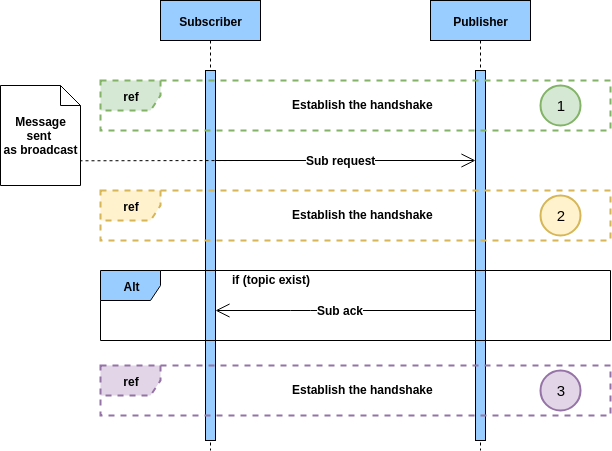 Subscriber
Publisher
ref
Establish the handshake
1
Message
sent
as broadcast
Sub request
ref
Establish the handshake
2
Alt
if (topic exist)
Sub ack
ref
Establish the handshake
3